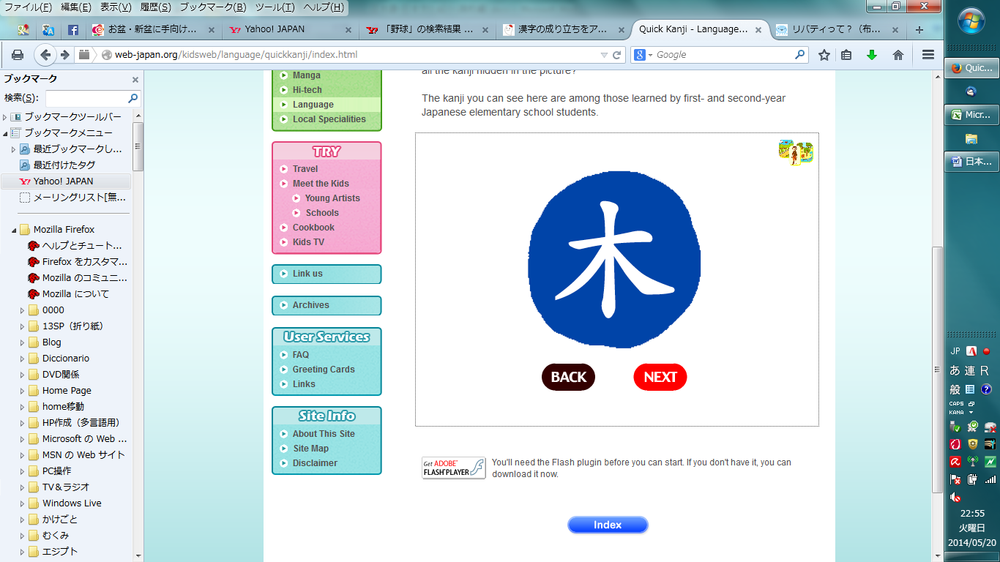 ファイル(F) 編集(E) 表示(V) 履歴(S) ブックマーク(B) ツール(T) ヘルプ(H)
お盆・新盆に手向け... Yahoo! JAPAN 「野球」の検索結果 ... 漢字の成り立ちをア... Quick Kanji - Language... リバティって？（布...
web-japan.org/kidsweb/language/quickkanji/index.html
Google
ブックマーク
検索(S):
ブックマークツールバー
ブックマークメニュー
最近ブックマークし...
最近付けたタグ
Yahoo! JAPAN
メーリングリスト[無...
Mozilla Firefox
ヘルプとチュート...
Firefox をカスタマ...
Mozilla のコミュニ...
Mozilla について
0000
13SP（折り紙）
Blog
Diccionario
DVD関係
Home Page
home移動
HP作成（多言語用）
Microsoft の Web ...
MSN の Web サイト
PC操作
TV＆ラジオ
Windows Live
かけごと
むくみ
エジプト
Manga
Hi-tech
Language
Local Specialities
TRY
Travel
Meet the Kids
Young Artists
Schools
Cookbook
Kids TV
Link us
Archives
User Services
FAQ
Greeting Cards
Links
Site Info
About This Site
Site Map
Disclaimer
all the kanji hidden in the picture?
The kanji you can see here are among those learned by first- and second-year
Japanese elementary school students.
木
BACK NEXT
Get ADOBE FLASH PLAYER
You'll need the Flash plugin before you can start. If you don't have it, you can
download it now.
Index
Quic...
Micr...
日本...
JP A
あ 連 R
般
CAPS
KANA
22:55
火曜日
2014/05/20